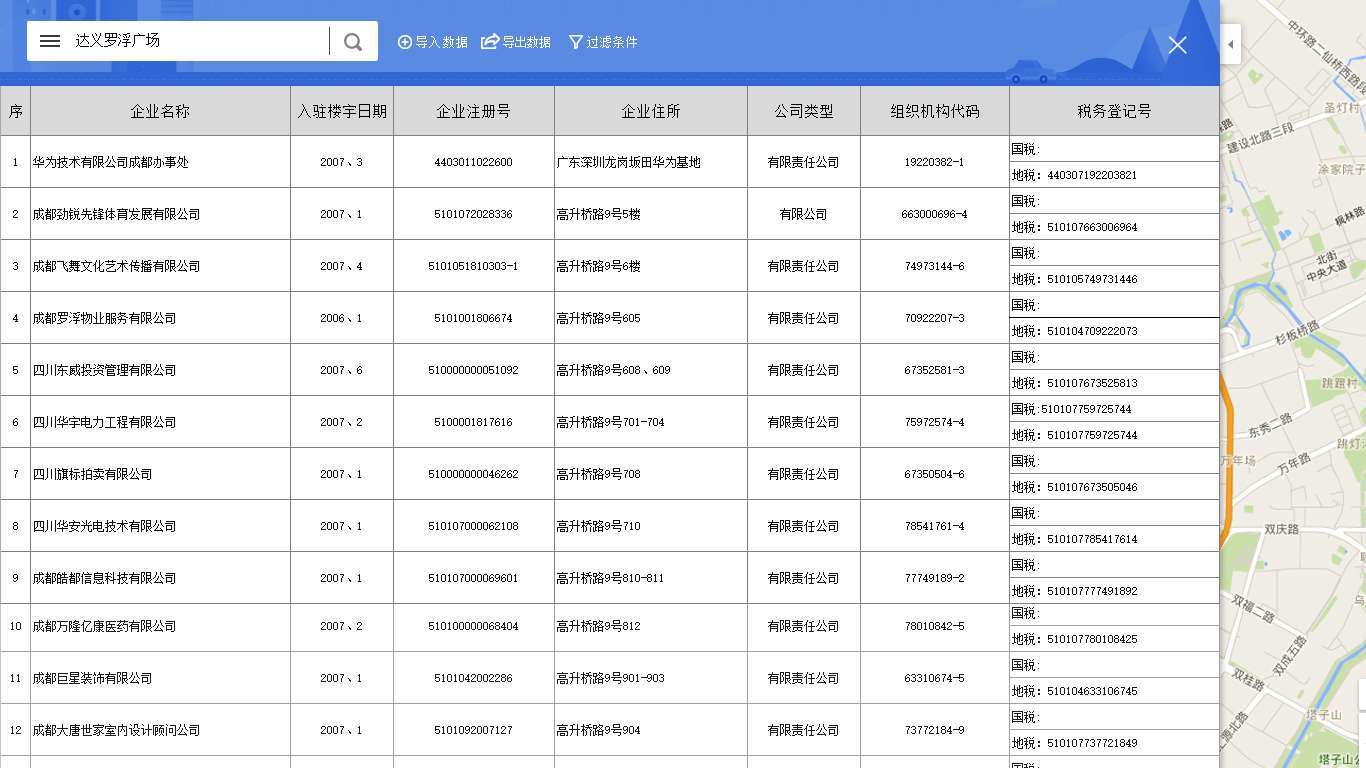 达义罗浮广场
导入数据 导出数据 过滤条件
序 企业名称 入驻楼宇日期 企业注册号 企业住所 公司类型 组织机构代码 税务登记号
1 华为技术有限公司成都办事处 2007、3 4403011022600 广东深圳龙岗坂田华为基地 有限责任公司 19220382-1 国税:
地税: 440307192203821
2 成都劲锐先锋体育发展有限公司 2007、1 5101072028336 高升桥路9号5楼 有限公司 663000696-4 国税:
地税: 510107663006964
3 成都飞舞文化艺术传播有限公司 2007、4 5101051810303-1 高升桥路9号6楼 有限责任公司 74973144-6 国税:
地税: 510105749731446
4 成都罗浮物业服务有限公司 2006、1 5101001806674 高升桥路9号605 有限责任公司 70922207-3 国税:
地税: 510104709222073
5 四川东威投资管理有限公司 2007、6 510000000051092 高升桥路9号608、609 有限责任公司 67352581-3 国税:
地税: 510107673525813
6 四川华宇电力工程有限公司 2007、2 5100001817616 高升桥路9号701-704 有限责任公司 75972574-4 国税:510107759725744
地税: 510107759725744
7 四川旗标拍卖有限公司 2007、1 510000000046262 高升桥路9号708 有限责任公司 67350504-6 国税:
地税: 510107673505046
8 四川华安光电技术有限公司 2007、1 510107000062108 高升桥路9号710 有限责任公司 78541761-4 国税:
地税: 510107785417614
9 成都皓都信息科技有限公司 2007、1 510107000069601 高升桥路9号810-811 有限责任公司 77749189-2 国税:
地税: 510107777491892
10 成都万隆亿康医药有限公司 2007、2 510100000068404 高升桥路9号812 有限责任公司 78010842-5 国税:
地税: 510107780108425
11 成都巨星装饰有限公司 2007、1 5101042002286 高升桥路9号901-903 有限责任公司 63310674-5 国税:
地税: 510104633106745
12 成都大唐世家室内设计顾问公司 2007、1 5101092007127 高升桥路9号904 有限责任公司 73772184-9 国税:
地税: 510107737721849
国税:
中环路二仙桥西路段
圣灯村
建设北路三段
涂家院子
枫林路
北街
中央大道
杉板桥路
跳蹬村
东秀二路
跳灯
万年场
万年路
双庆路
双福二路
双成五路
双桂路
塔子山
塔子山公